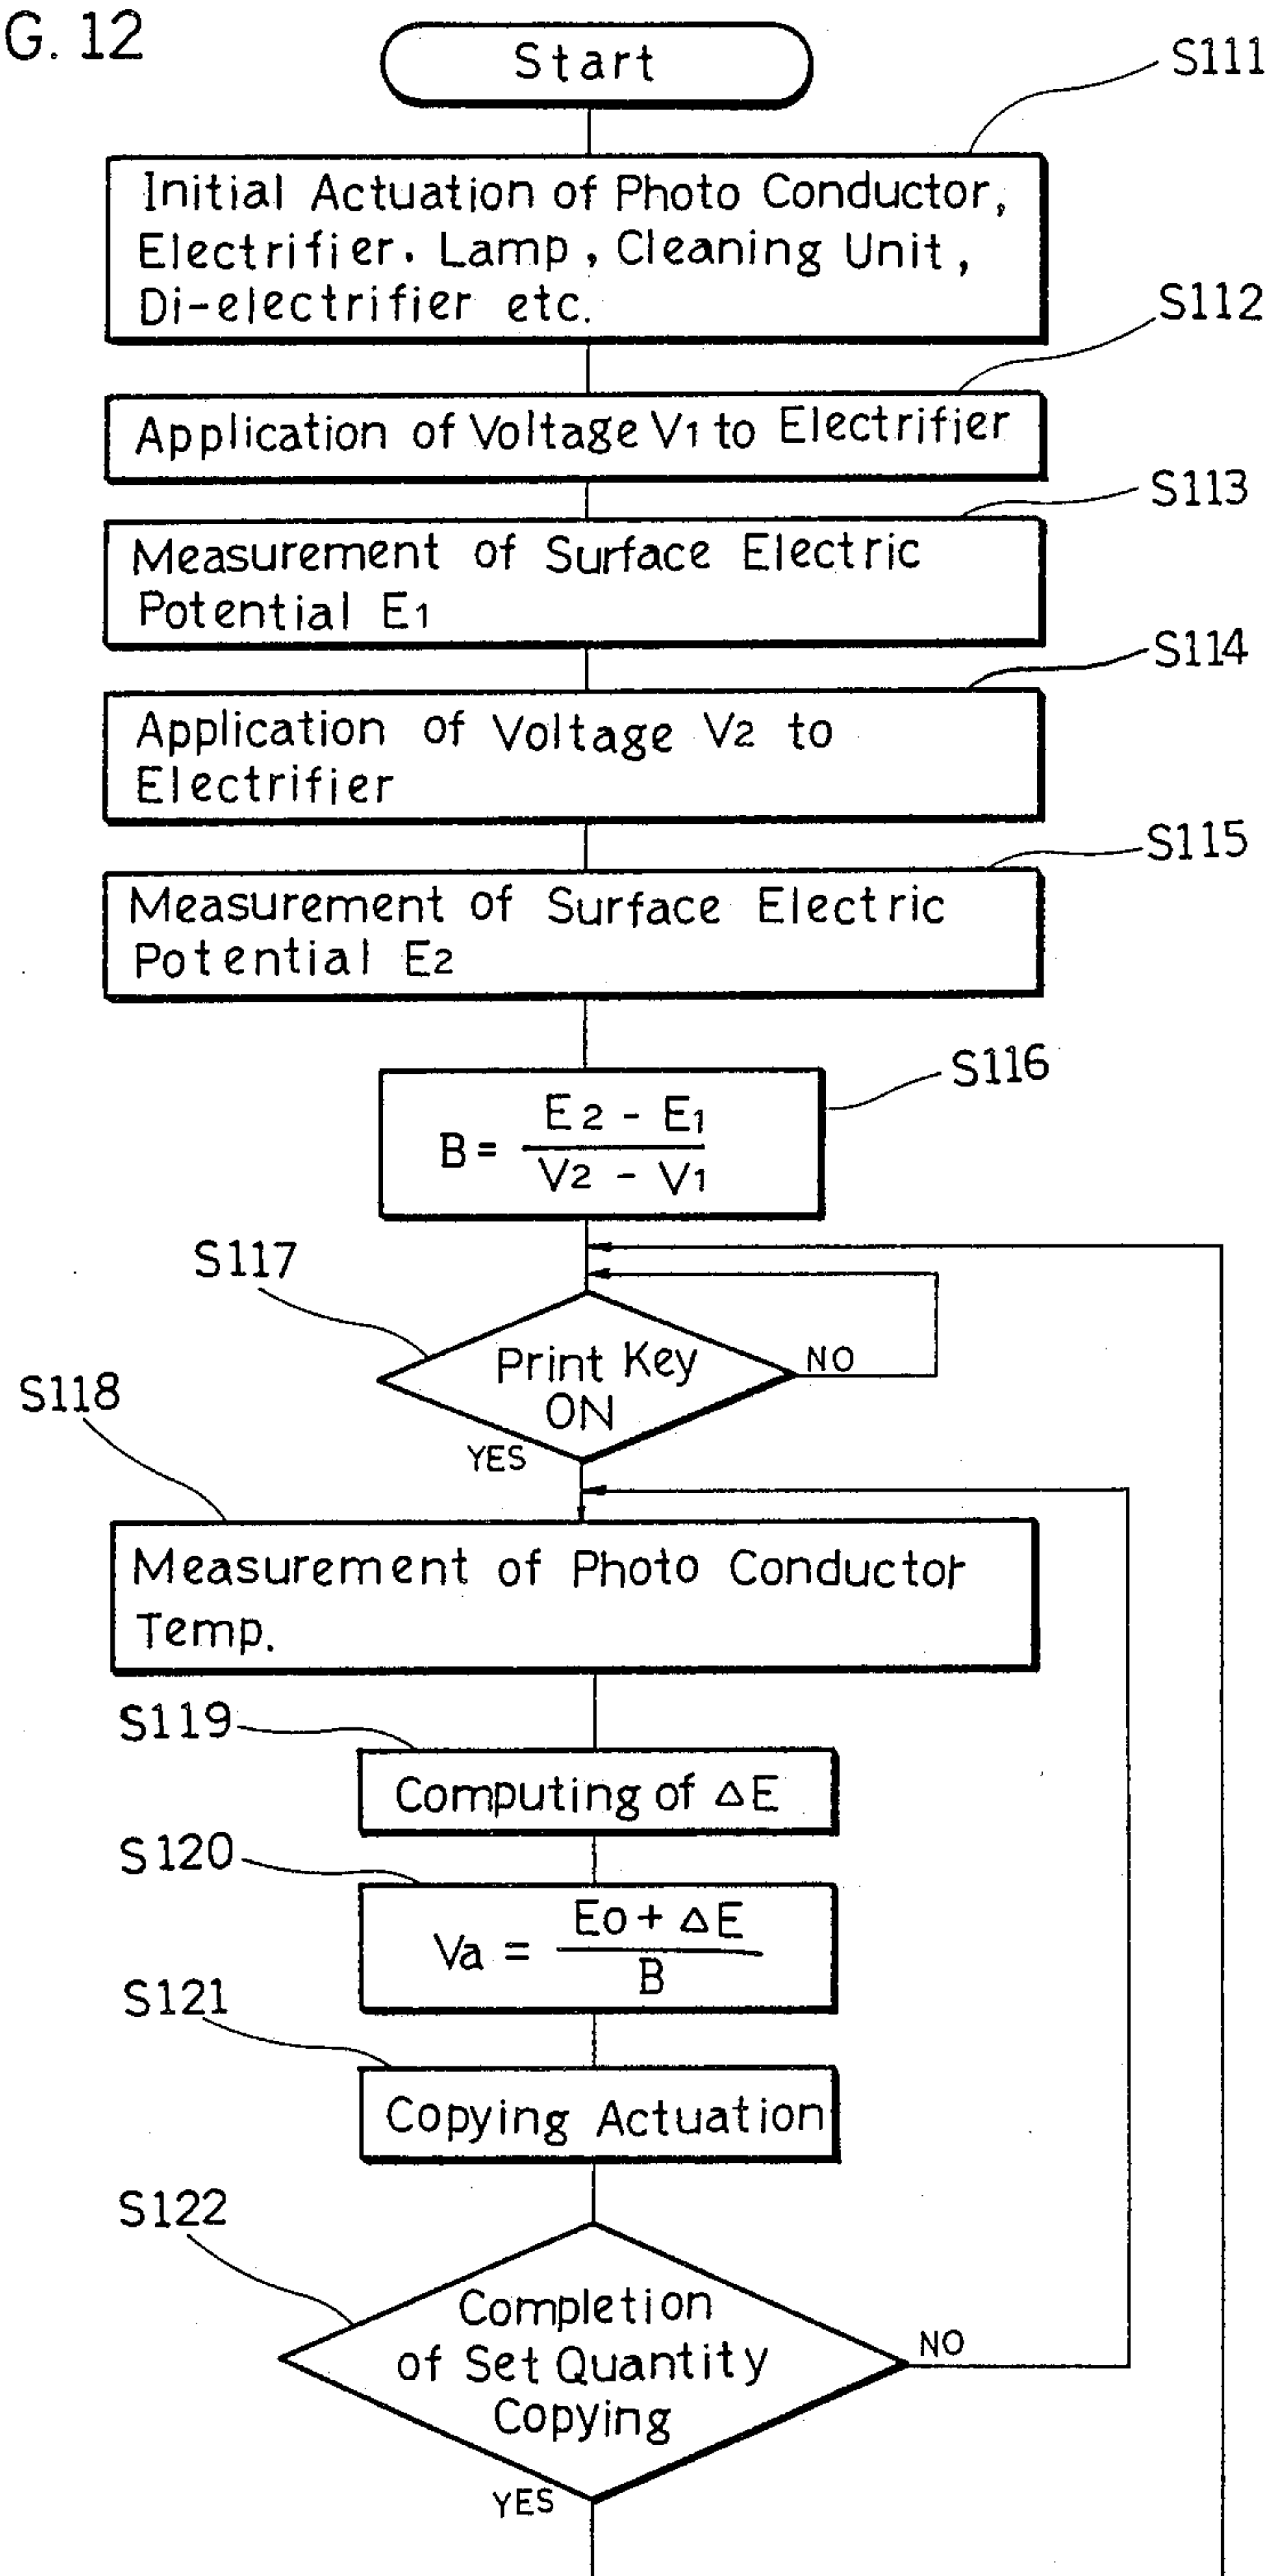 G. 12
Start
S111
Initial Actuation of Photo Conductor,
Electrifier. Lamp, Cleaning Unit,
Di-electrifier etc.
S112
Application of Voltage V1 to Electrifier
S113
Measurement of Surface Electric
Potential E1
S114
Application of Voltage V2 to
Electrifier
S115
Measurement of Surface Electric
Potential E2
S116
E2 - E1
B =
V2 - V1
S117
Print Key
ON
NO
YES
S118
Measurement of Photo Conductor
Temp.
S119
Computing of ΔE
S120
Eo + ΔE
Va =
B
S121
Copying Actuation
S122
Completion
of Set Quantity
Copying
NO
YES